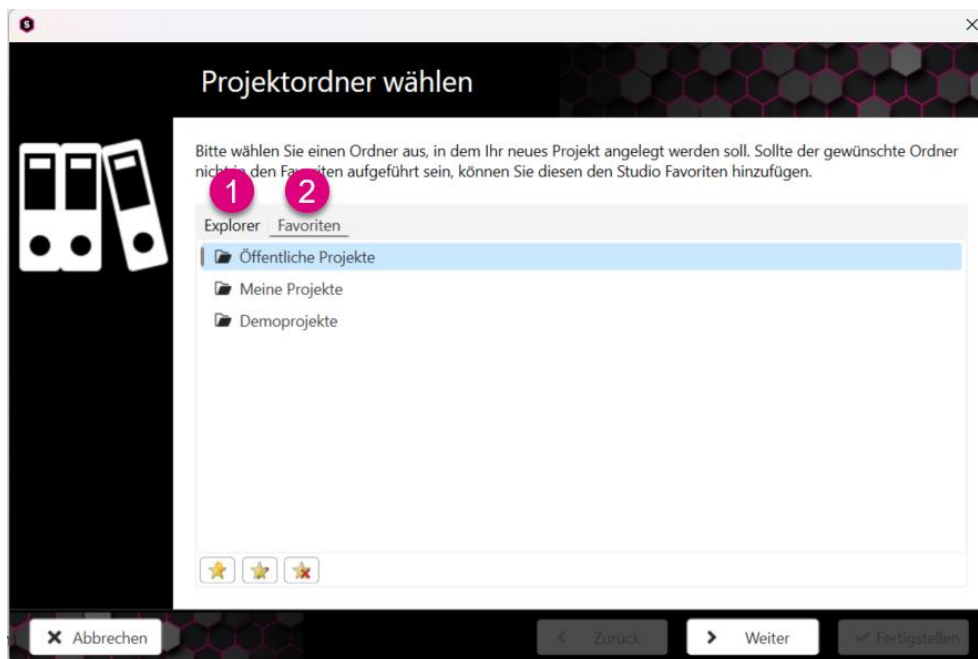 S
Projektordner wählen
Bitte wählen Sie einen Ordner aus, in dem Ihr neues Projekt angelegt werden soll. Sollte der gewünschte Ordner
nicht in den Favoriten aufgeführt sein, können Sie diesen den Studio Favoriten hinzufügen.
1 2
Explorer Favoriten
Öffentliche Projekte
Meine Projekte
Demoprojekte
Abbrechen Zurück Weiter Fertigstellen